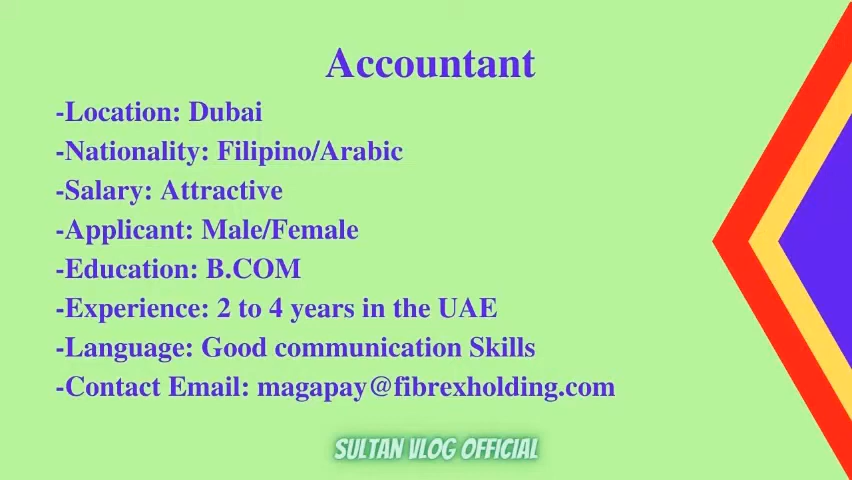 Accountant
-Location: Dubai
-Nationality: Filipino/Arabic
-Salary: Attractive
-Applicant: Male/Female
-Education: B.COM
-Experience: 2 to 4 years in the UAE
-Language: Good communication Skills
-Contact Email: magapay@fibrexholding.com
SULTAN VLOG OFFICIAL